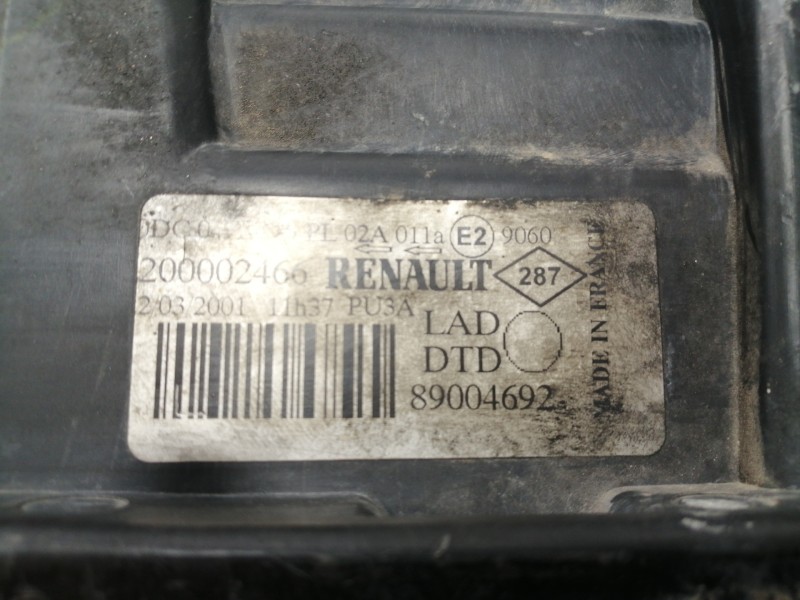 PL 02A 011a E2 9060
200002466 RENAULT 287
2/03/2001 11h37 PU3A
LAD
DTD
89004692
MADE IN FRANCE